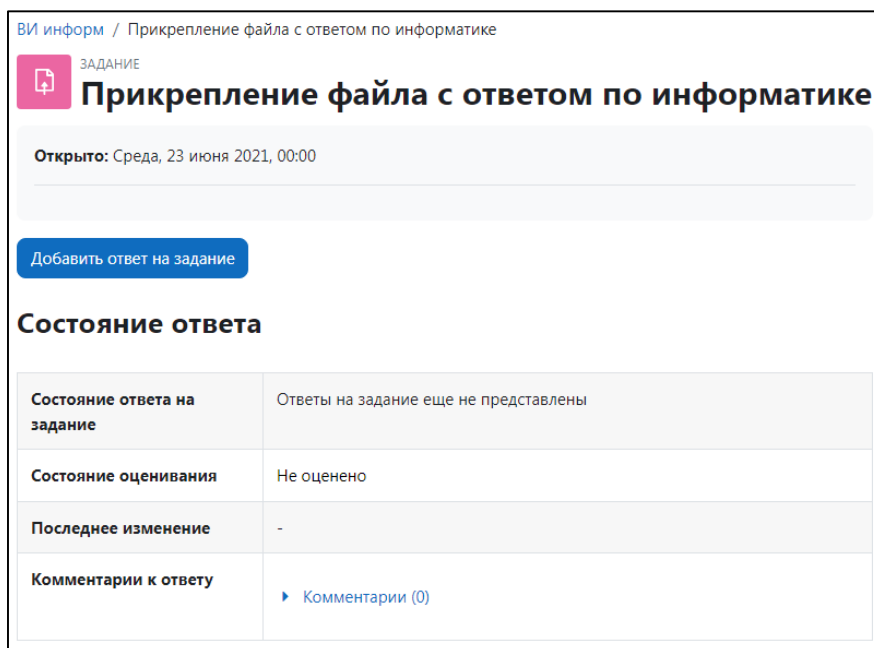 ВИ информ / Прикрепление файла с ответом по информатике
ЗАДАНИЕ
Прикрепление файла с ответом по информатике
Открыто: Среда, 23 июня 2021, 00:00
Добавить ответ на задание
Состояние ответа
Состояние ответа на задание
Ответы на задание еще не представлены
Состояние оценивания
Не оценено
Последнее изменение
-
Комментарии к ответу
Комментарии (0)